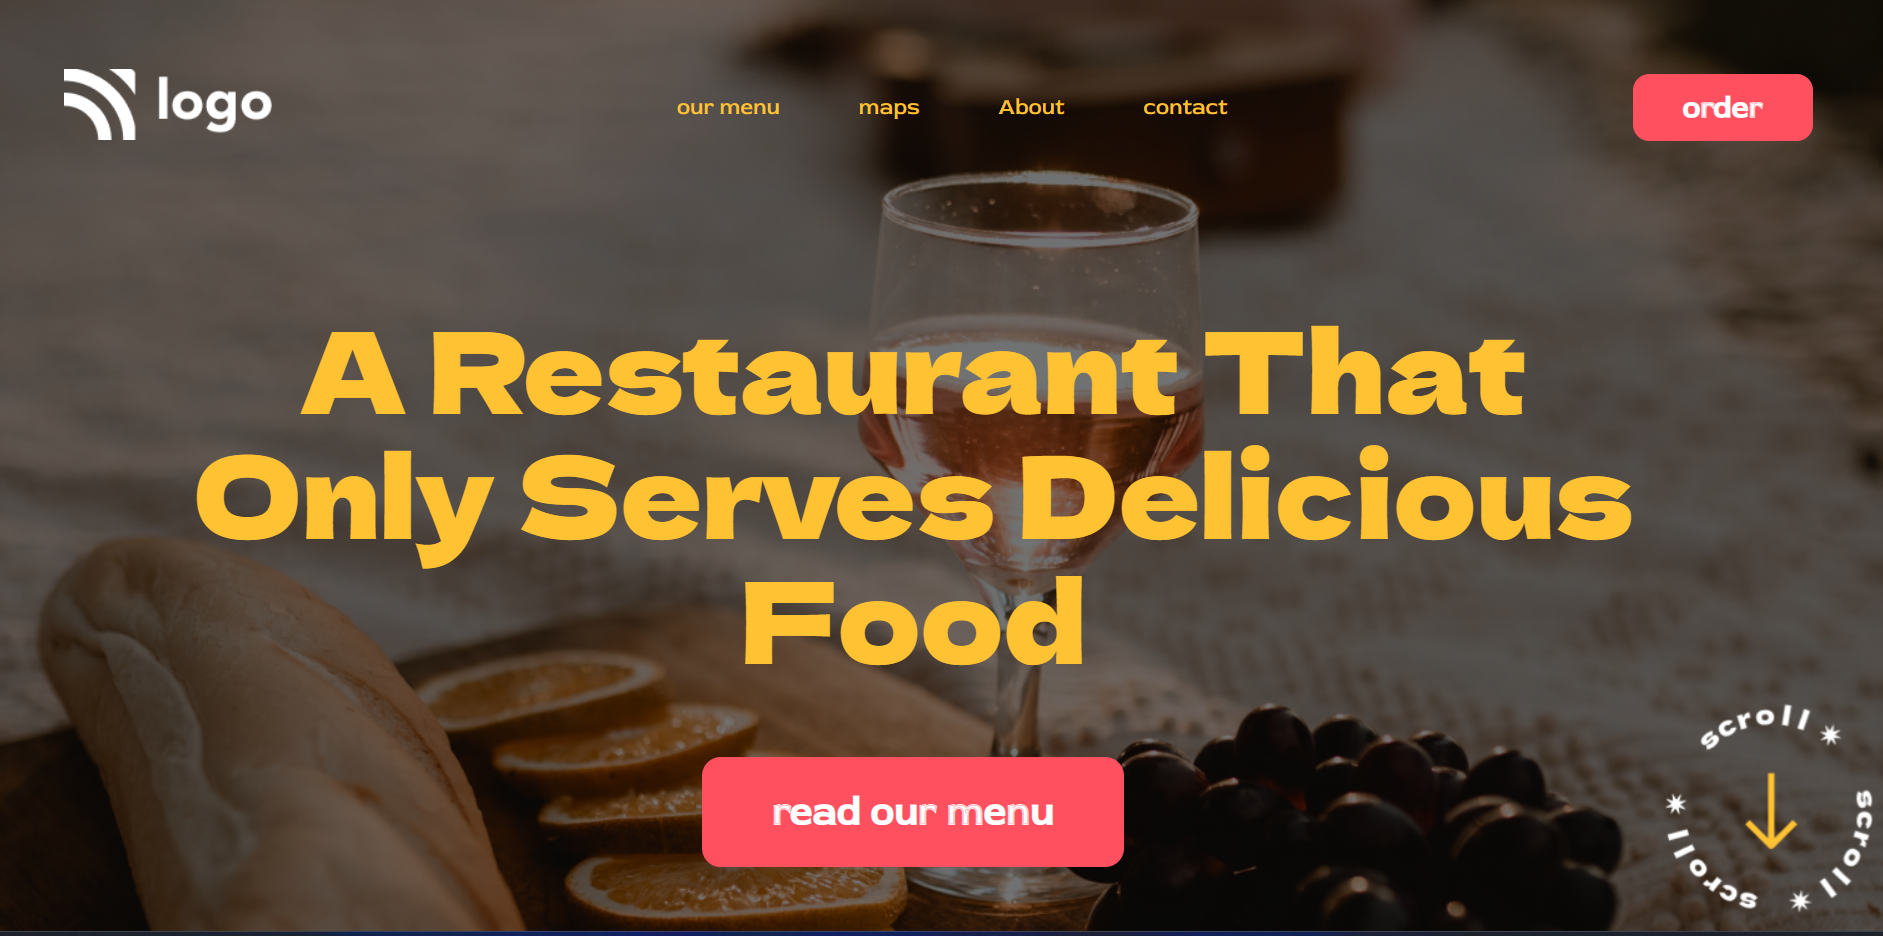 logo
our menu
maps
About
contact
order
A Restaurant That
Only Serves Delicious
Food
read our menu
scroll
scroll
scroll